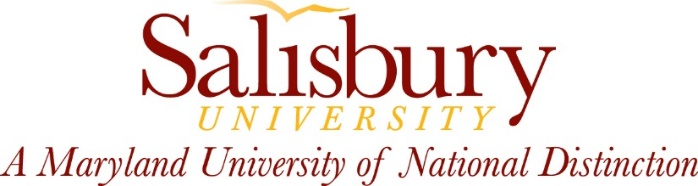 Salisbury
UNIVERSITY
A Maryland University of National Distinction